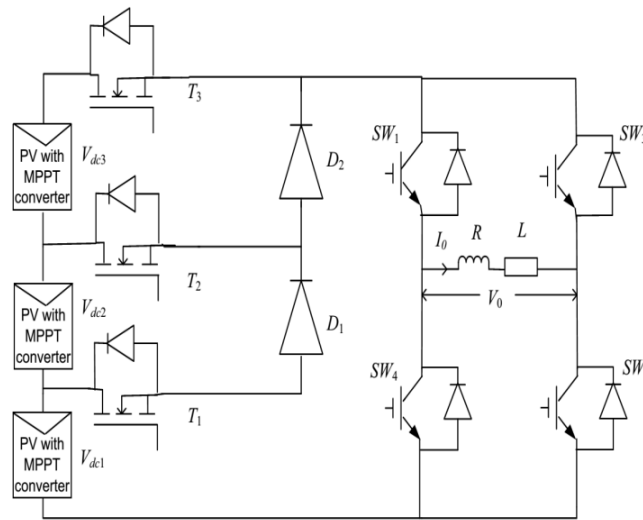 T3
PV with
MPPT
converter
Vdc3
SW1
SW
D2
I0
R
L
PV with
MPPT
converter
Vdc2
T2
V0
D1
SW4
SW
T1
PV with
MPPT
converter
Vdc1